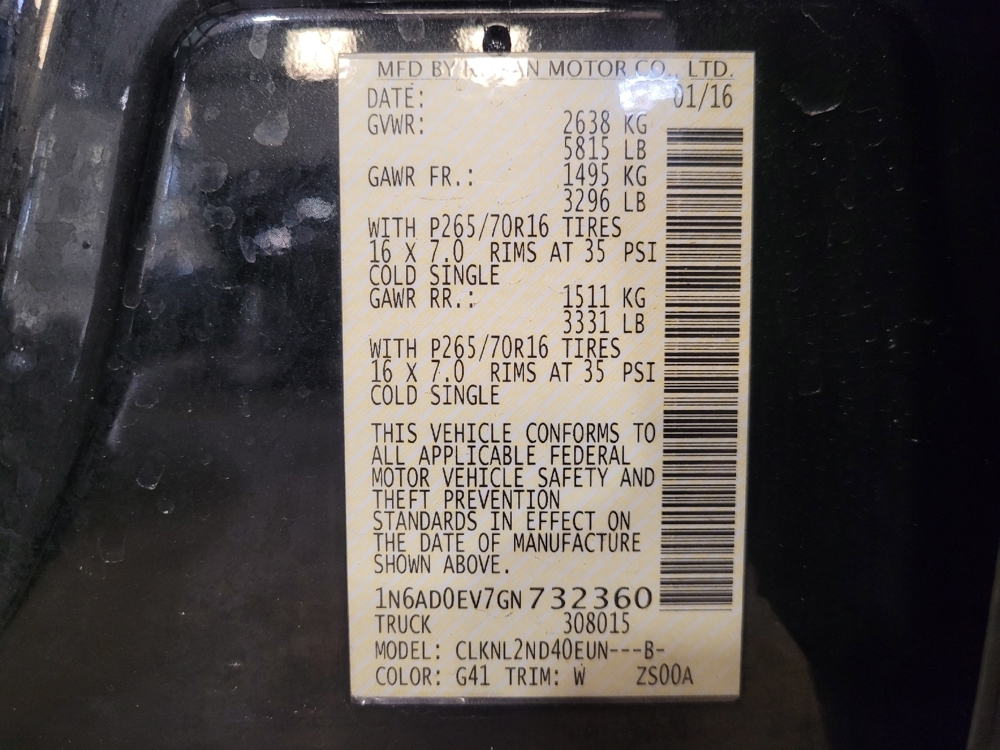 MFD BY NISSAN MOTOR CO., LTD.
DATE: 01/16
GVWR: 2638 KG
5815 LB
GAWR FR.: 1495 KG
3296 LB
WITH P265/70R16 TIRES
16 X 7.0 RIMS AT 35 PSI
COLD SINGLE
GAWR RR.: 1511 KG
3331 LB
WITH P265/70R16 TIRES
16 X 7.0 RIMS AT 35 PSI
COLD SINGLE
THIS VEHICLE CONFORMS TO
ALL APPLICABLE FEDERAL
MOTOR VEHICLE SAFETY AND
THEFT PREVENTION
STANDARDS IN EFFECT ON
THE DATE OF MANUFACTURE
SHOWN ABOVE.
1N6AD0EV7GN732360
TRUCK 308015
MODEL: CLKNL2ND40EUN---B-
COLOR: G41 TRIM: W ZS00A